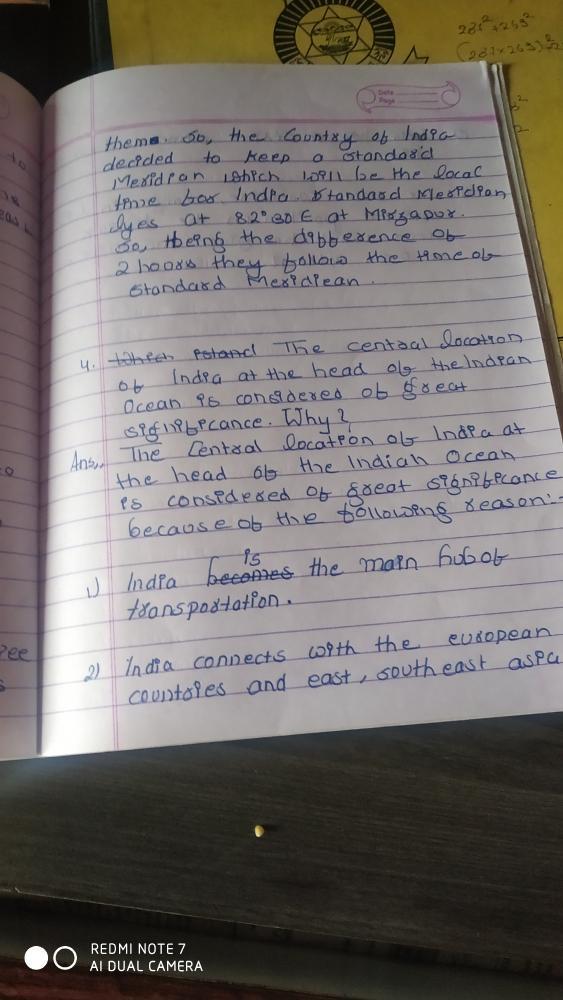 Date
Page
them. So, the Country of India
decided to keep a standard
Meridian which will be the local
time for India. Standard Meridian
lyes at 82°30 E at Mirzapur.
So, being the difference of
2 hoors they follow the time of
Standard Meridiean.
4. The central location
of India at the head of the Indian
Ocean is considered of great
significance. Why?
Ans,, The Central location of India at
the head of the Indian Ocean
is considered of great significance
because of the following reason:-
is
1) India becomes the main hub of
transportation.
2) India connects with the european
countries and east, southeast asia
REDMI NOTE 7
AI DUAL CAMERA